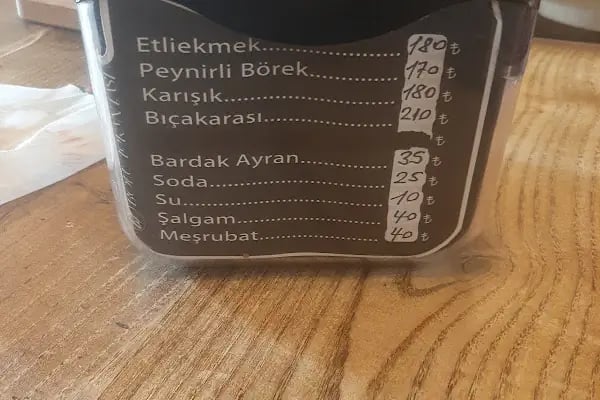 Etliekmek..................180 ₺
Peynirli Börek..............170 ₺
Karışık..........................180 ₺
Bıçakarası....................210 ₺
₺
Bardak Ayran..............35 ₺
Soda.............................25 ₺
Su.................................10 ₺
Şalgam.........................40 ₺
Meşrubat.....................40 ₺